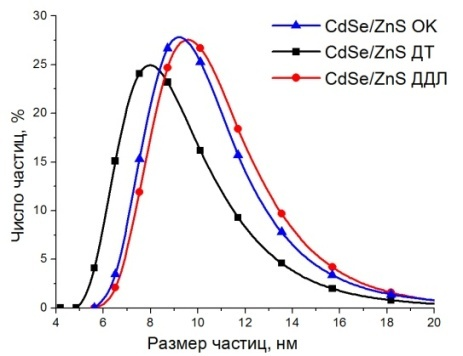 CdSe/ZnS OK
CdSe/ZnS ДТ
CdSe/ZnS ДДЛ
Число частиц, %
30
25
20
15
10
5
0
4 6 8 10 12 14 16 18 20
Размер частиц, нм